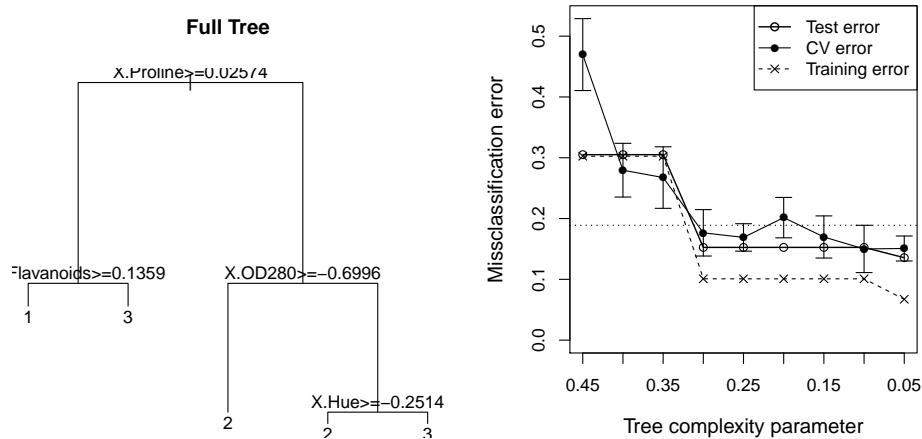 Full Tree
X.Proline>=0.02574
Flavanoids>=0.1359
X.OD280>=−0.6996
1
3
2
X.Hue>=−0.2514
2
3
Missclassification error
0.5
0.4
0.3
0.2
0.1
0.0
Test error
CV error
Training error
0.45
0.35
0.25
0.15
0.05
Tree complexity parameter